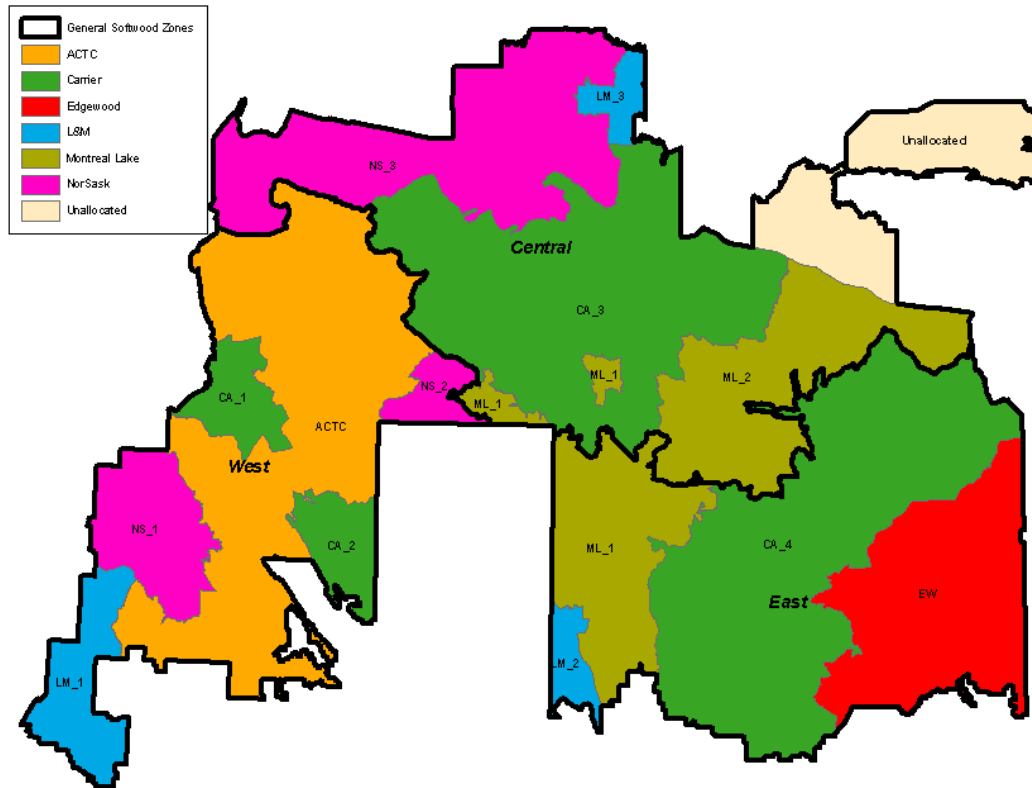 General Softwood Zones
ACTC
Carrier
Edgewood
L&M
Montreal Lake
NorSask
Unallocated
LM_3
Unallocated
NS_3
Central
CA_3
ML_1
ML_2
NS_2
CA_1
ML_1
ACTC
West
NS_1
CA_2
ML_1
CA_4
EW
East
LM_2
LM_1